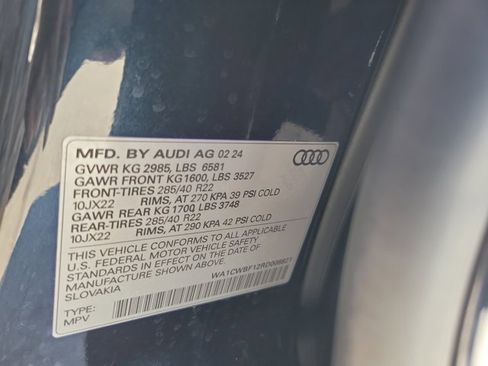 MFD. BY AUDI AG 02 24
GVWR KG 2985, LBS 6581
GAWR FRONT KG1600, LBS 3527
FRONT-TIRES 285/40 R22
10JX22 RIMS, AT 270 KPA 39 PSI COLD
GAWR REAR KG 1700, LBS 3748
REAR-TIRES 285/40 R22
10JX22 RIMS, AT 290 KPA 42 PSI COLD
THIS VEHICLE CONFORMS TO ALL APPLICABLE
U.S. FEDERAL MOTOR VEHICLE SAFETY
STANDARDS IN EFFECT ON THE DATE OF
MANUFACTURE SHOWN ABOVE.
SLOVAKIA
TYPE:
MPV